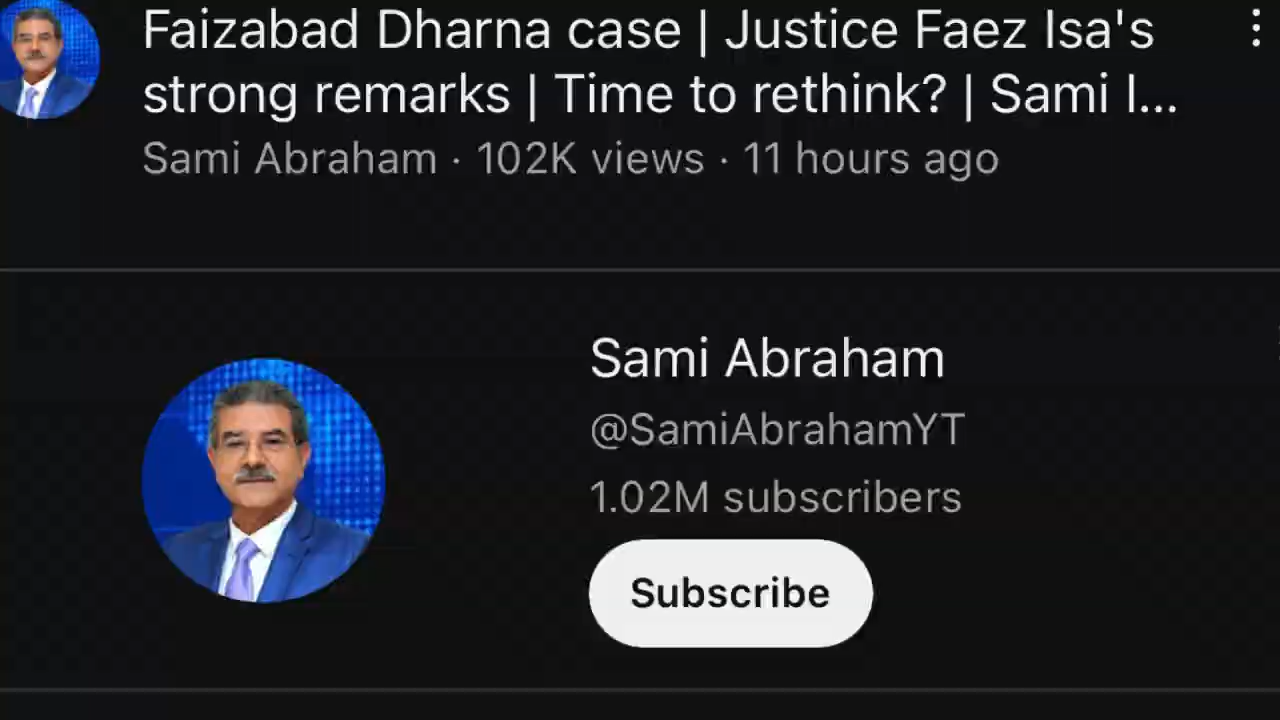 Faizabad Dharna case | Justice Faez Isa's
strong remarks | Time to rethink? | Sami I...
Sami Abraham · 102K views · 11 hours ago
Sami Abraham
@SamiAbrahamYT
1.02M subscribers
Subscribe